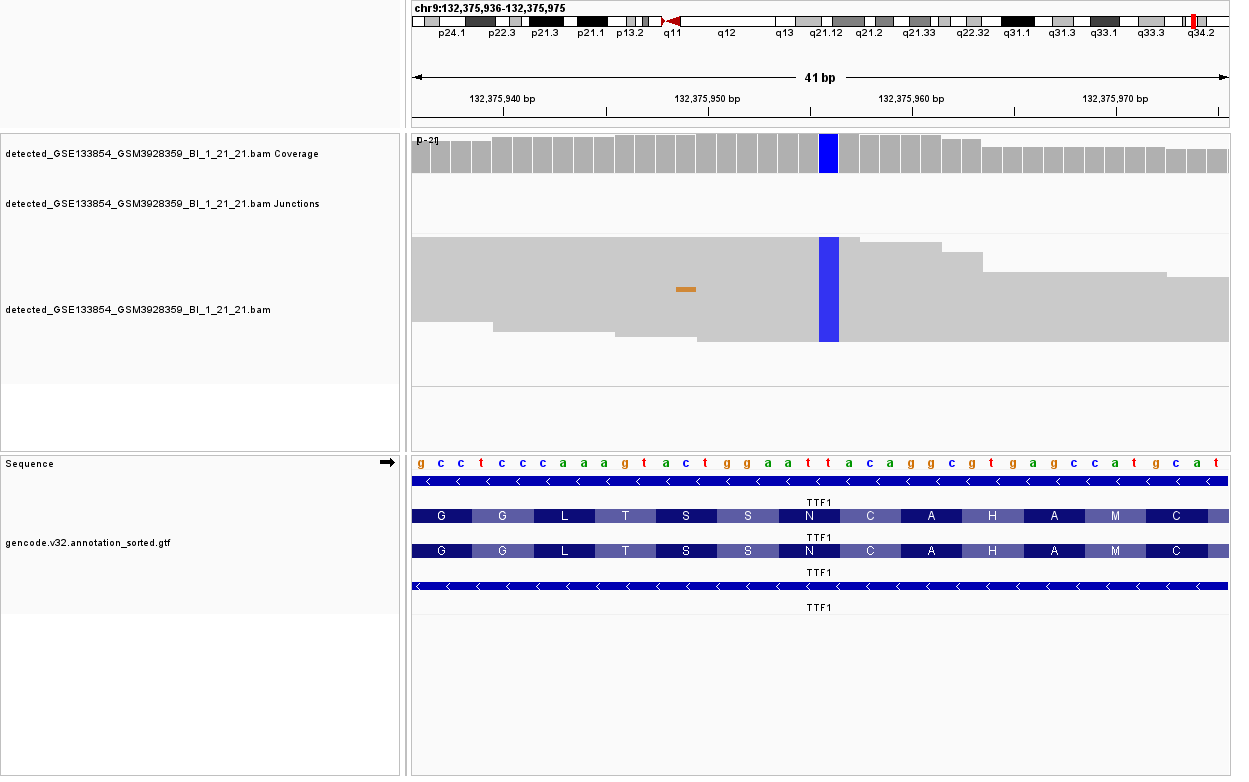 chr9:132,375,936-132,375,975
p24.1 p22.3 p21.3 p21.1 p13.2 q11 q12 q13 q21.12 q21.2 q21.33 q22.32 q31.1 q31.3 q33.1 q33.3 q34.2
41 bp
132,375,940 bp 132,375,950 bp 132,375,960 bp 132,375,970 bp
[0-21]
detected_GSE133854_GSM3928359_BI_1_21_21.bam Coverage
detected_GSE133854_GSM3928359_BI_1_21_21.bam Junctions
detected_GSE133854_GSM3928359_BI_1_21_21.bam
Sequence
g c c t c c c a a a g t a c t g g a a t t a c a g g c g t g a g c c a t g c a t
TTF1
G G L T S S N C A H A M C
TTF1
gencode.v32.annotation_sorted.gtf
G G L T S S N C A H A M C
TTF1
TTF1